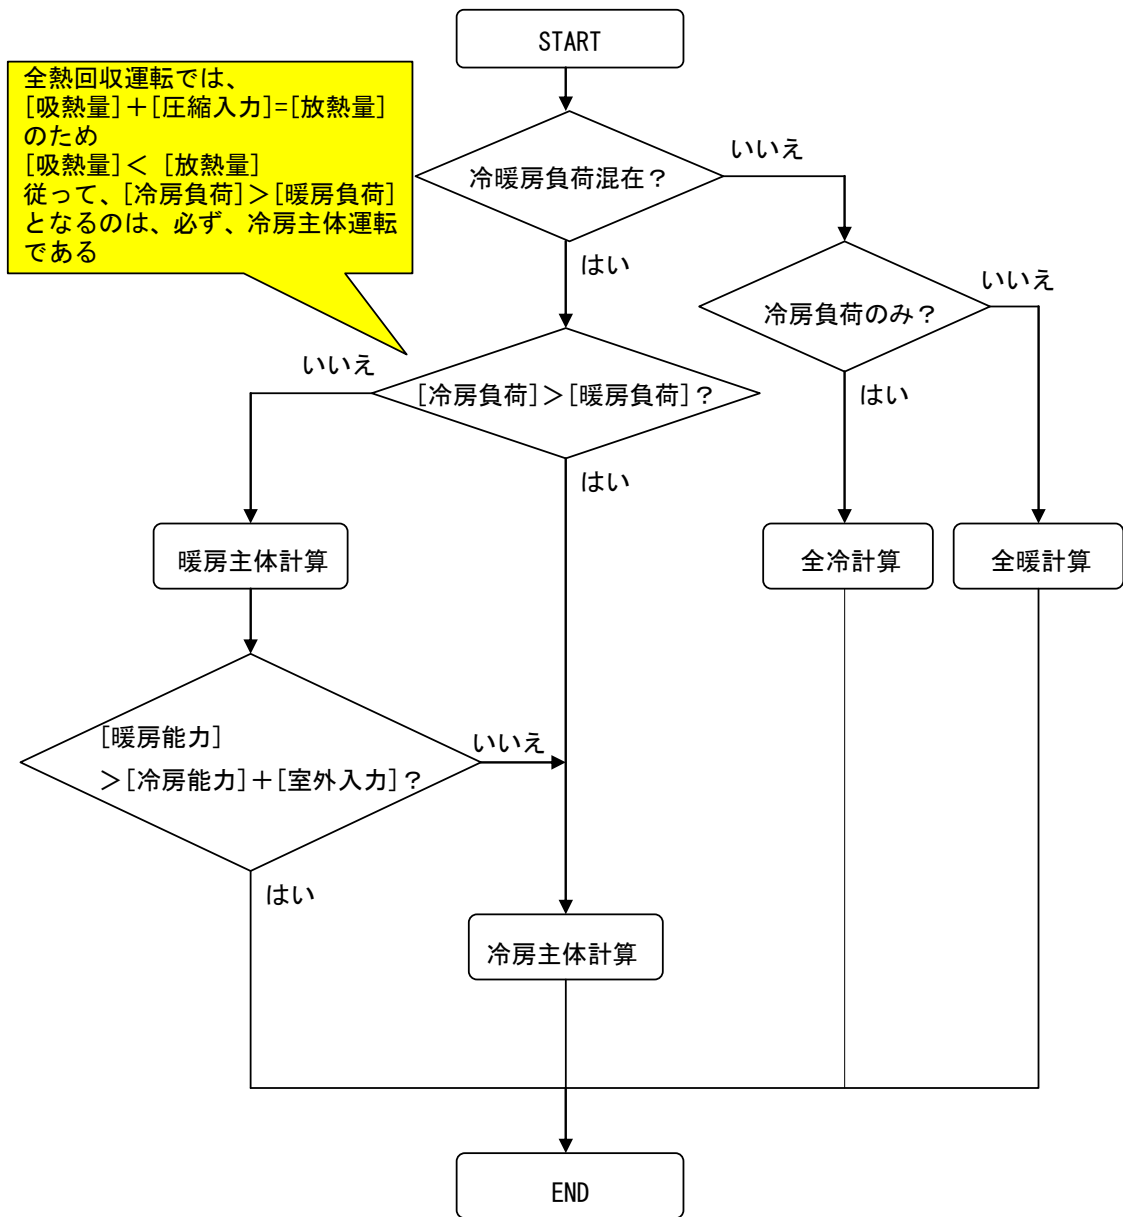 START
全熱回収運転では、
[吸熱量]＋[圧縮入力]=[放熱量]
のため
[吸熱量]＜ [放熱量]
従って、[冷房負荷]＞[暖房負荷]
となるのは、必ず、冷房主体運転
である
冷暖房負荷混在？
いいえ
はい
冷房負荷のみ？
いいえ
はい
[冷房負荷]＞[暖房負荷]？
いいえ
はい
暖房主体計算
全冷計算
全暖計算
[暖房能力]
＞[冷房能力]＋[室外入力]？
いいえ
はい
冷房主体計算
END